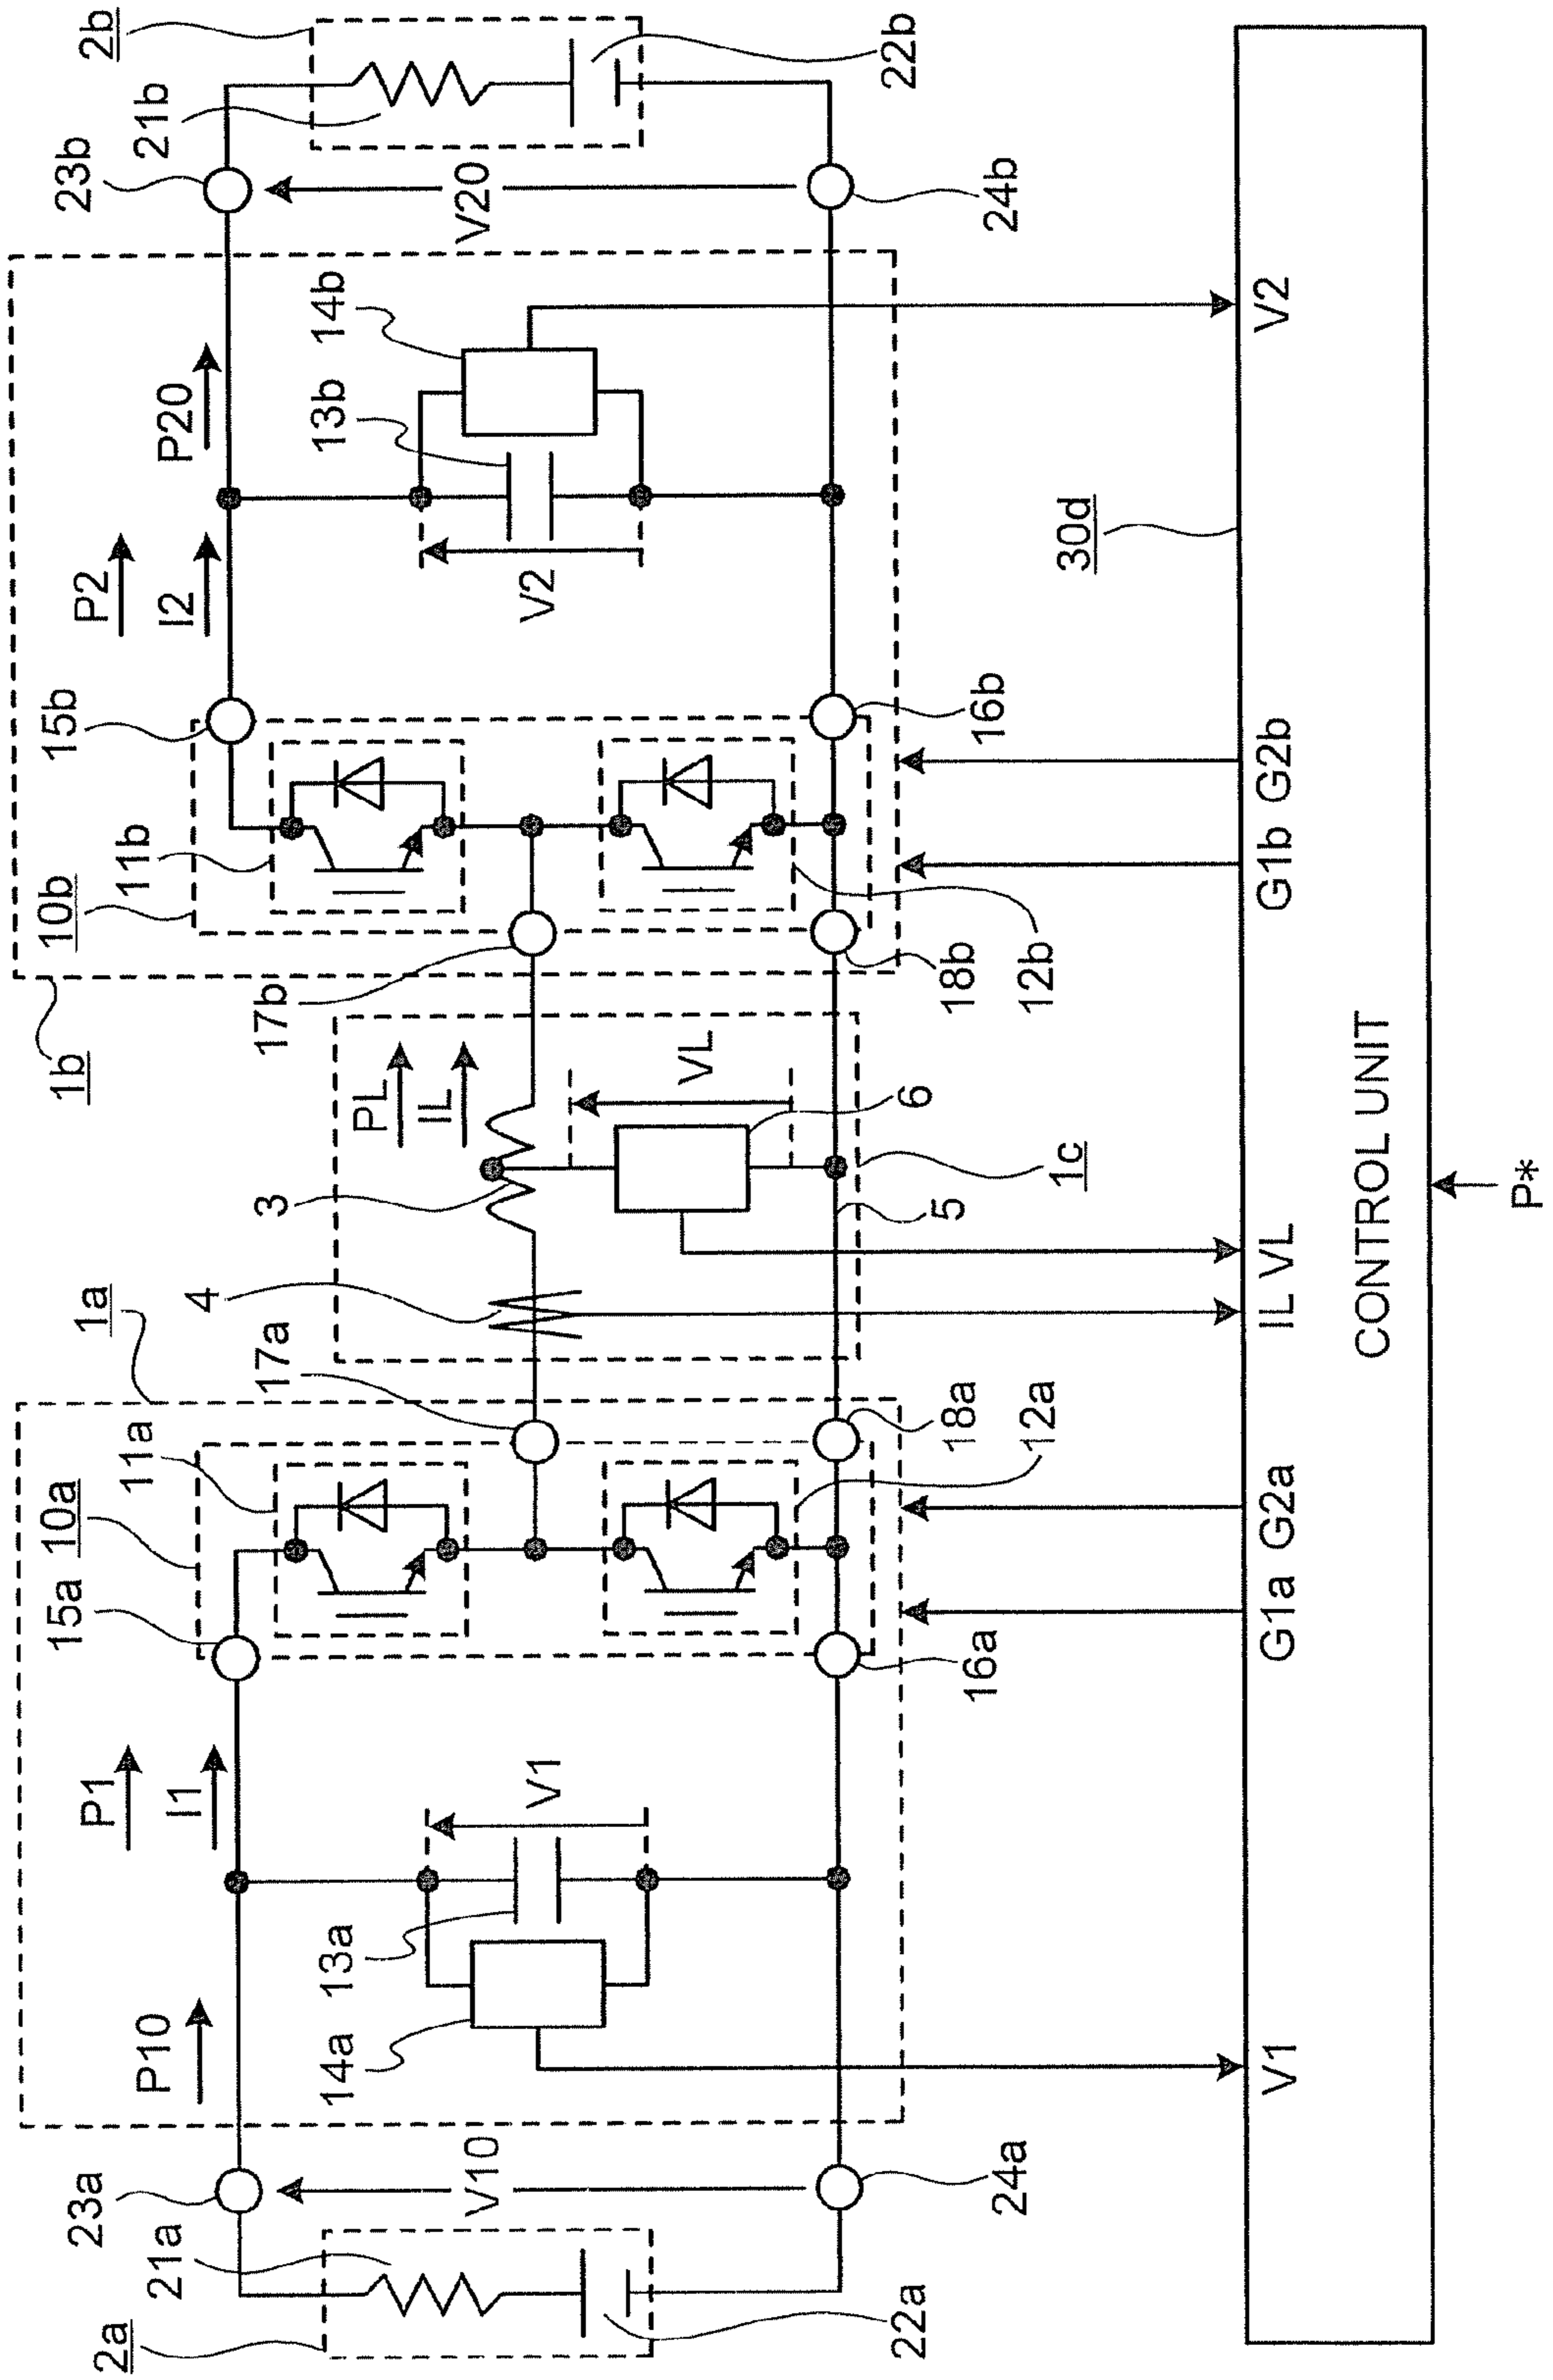 1a
1b
10a
11a
17a
4
3
PL
IL
17b
10b
11b
15b
P2
I2
P20
23b
2b
21b
15a
P1
I1
P10
23a
21a
2a
V10
14a
13a
V1
VL
6
V2
13b
14b
V20
22b
22a
24a
16a
18a
12a
5
1c
18b
12b
16b
24b
30d
V1
G1a
G2a
IL
VL
G1b
G2b
V2
CONTROL UNIT
P*